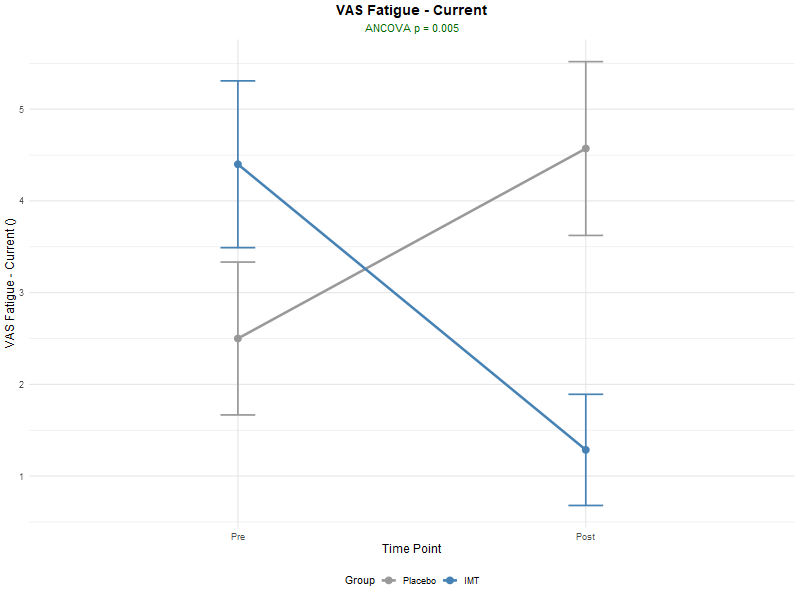 VAS Fatigue - Current
ANCOVA p = 0.005
VAS Fatigue - Current ()
5
4
3
2
1
Pre Post
Time Point
Group Placebo IMT